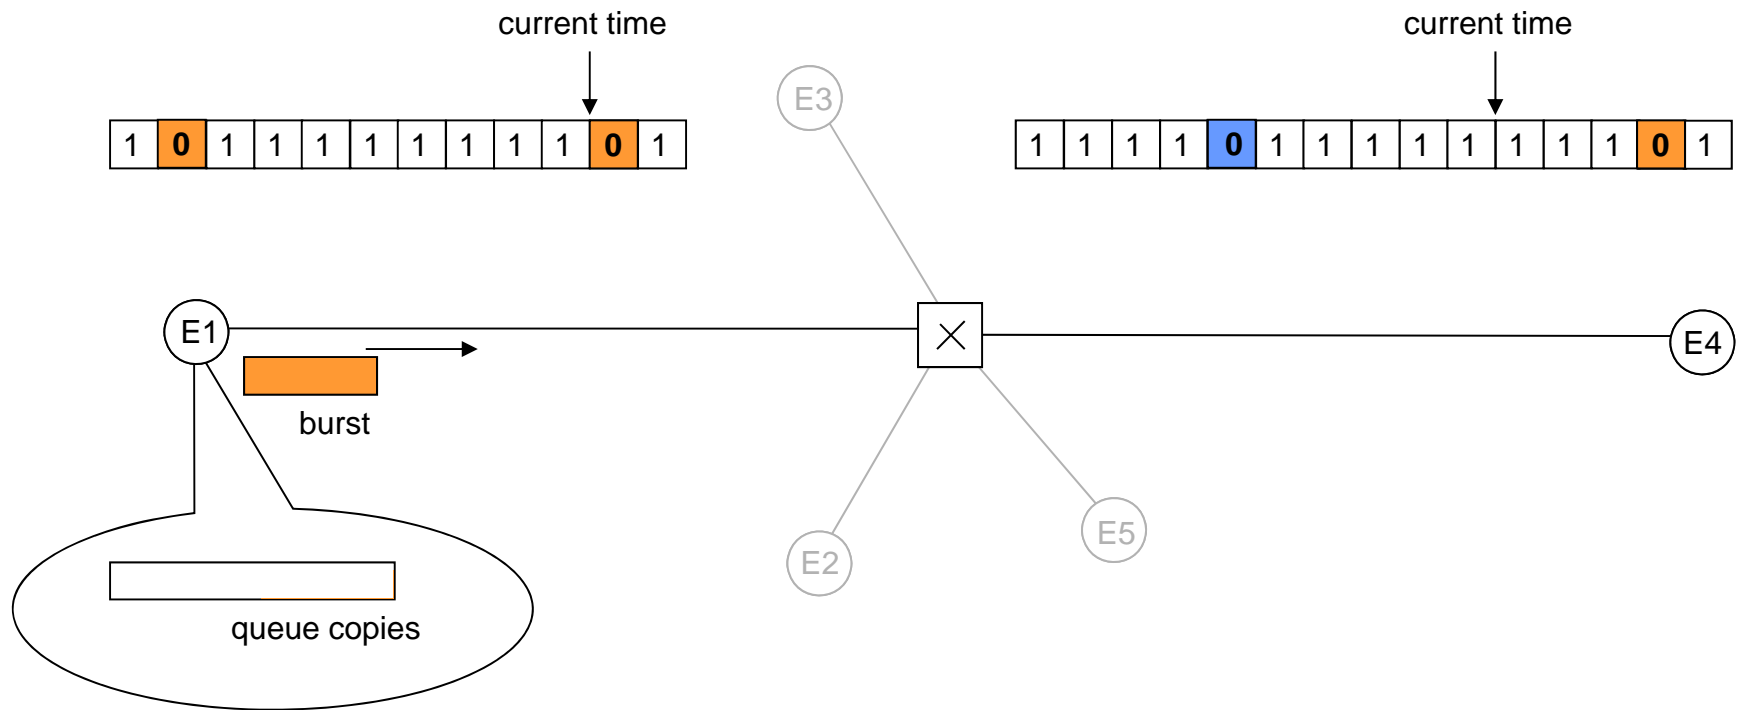 current time
current time
1 0 1 1 1 1 1 1 1 1 0 1
1 1 1 1 0 1 1 1 1 1 1 1 1 0 1
E3
E1
E4
burst
E2
E5
queue copies